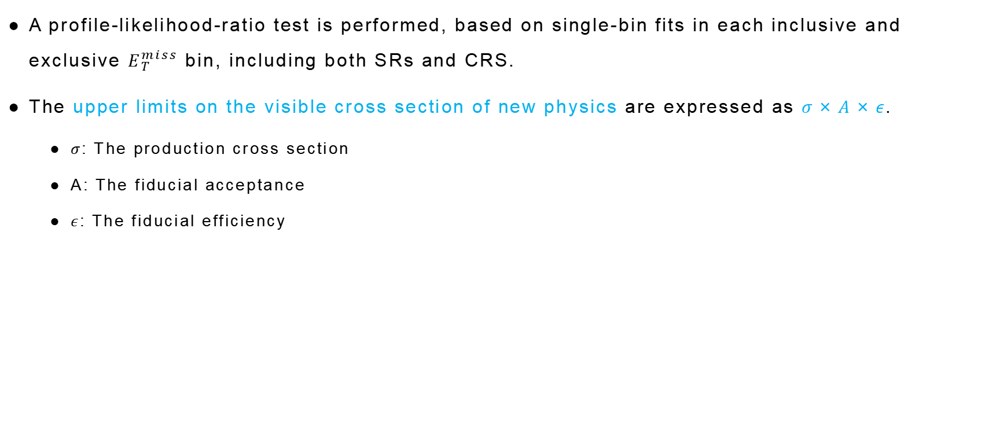 ● A profile-likelihood-ratio test is performed, based on single-bin fits in each inclusive and
exclusive $E_T^{miss}$ bin, including both SRs and CRS.
● The upper limits on the visible cross section of new physics are expressed as σ × A × ϵ.
● σ: The production cross section
● A: The fiducial acceptance
● ϵ: The fiducial efficiency